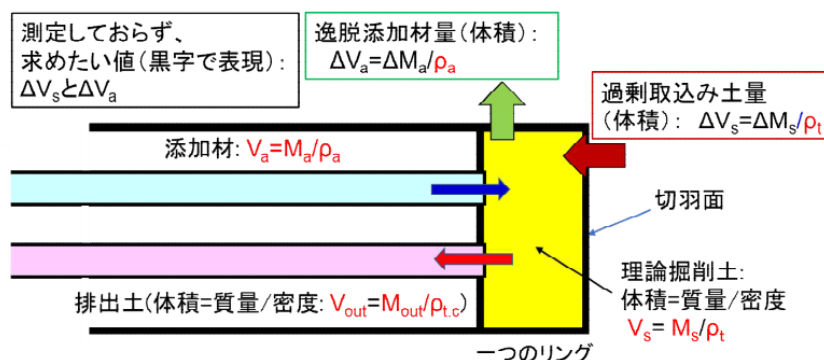 測定しておらず、
求めたい値(黒字で表現):
ΔVsとΔVa
逸脱添加材量(体積):
ΔVa=ΔMa/ρa
過剰取込み土量
(体積): ΔVs=ΔMs/ρt
添加材: Va=Ma/ρa
切羽面
理論掘削土:
体積=質量/密度
Vs= Ms/ρt
排出土(体積=質量/密度: Vout=Mout/ρt.c)
一つのリング